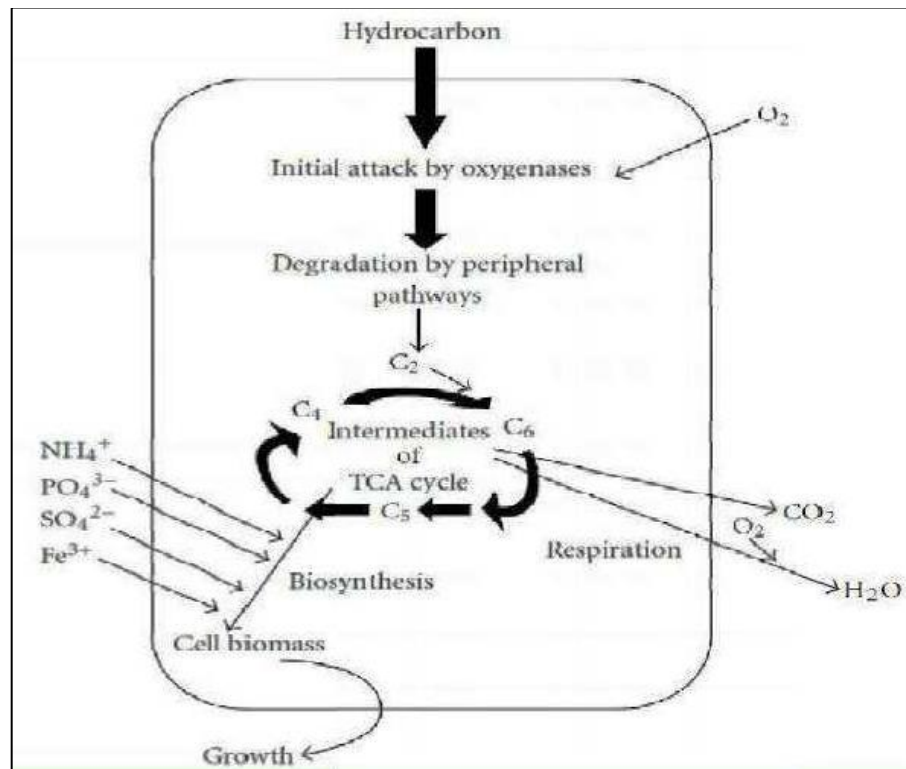 Hydrocarbon
O₂
Initial attack by oxygenases
Degradation by peripheral
pathways
C₂
C₄
C₆
Intermediates
of
TCA cycle
C₅
NH₄⁺
PO₄³⁻
SO₄²⁻
Fe³⁺
CO₂
O₂
Respiration
H₂O
Biosynthesis
Cell biomass
Growth